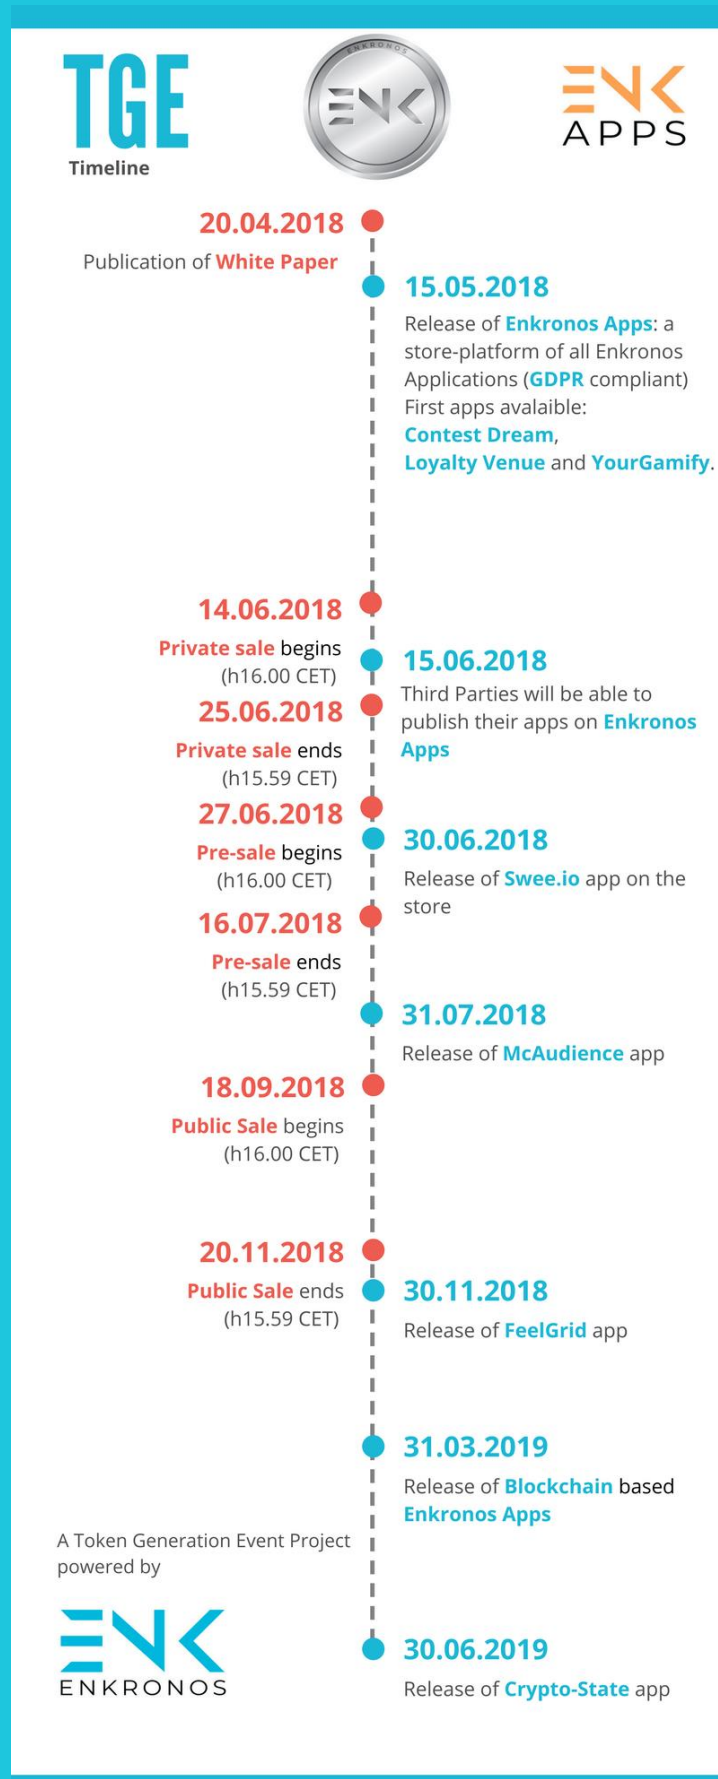 TGE
Timeline
ENKRONOS
ENK
ENK
APPS
20.04.2018
Publication of White Paper
15.05.2018
Release of Enkronos Apps: a
store-platform of all Enkronos
Applications (GDPR compliant)
First apps avalaible:
Contest Dream,
Loyalty Venue and YourGamify.
14.06.2018
Private sale begins
(h16.00 CET)
15.06.2018
Third Parties will be able to
publish their apps on Enkronos
Apps
25.06.2018
Private sale ends
(h15.59 CET)
27.06.2018
Pre-sale begins
(h16.00 CET)
30.06.2018
Release of Swee.io app on the
store
16.07.2018
Pre-sale ends
(h15.59 CET)
31.07.2018
Release of McAudience app
18.09.2018
Public Sale begins
(h16.00 CET)
20.11.2018
Public Sale ends
(h15.59 CET)
30.11.2018
Release of FeelGrid app
31.03.2019
Release of Blockchain based
Enkronos Apps
A Token Generation Event Project
powered by
ENK
ENKRONOS
30.06.2019
Release of Crypto-State app